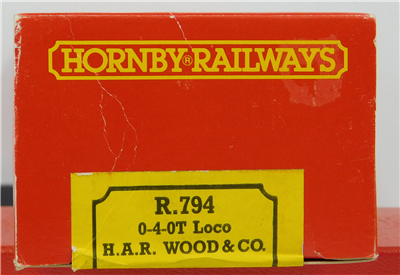 HORNBY® RAILWAYS
R.794
0-4-0T Loco
H.A.R. WOOD & CO.